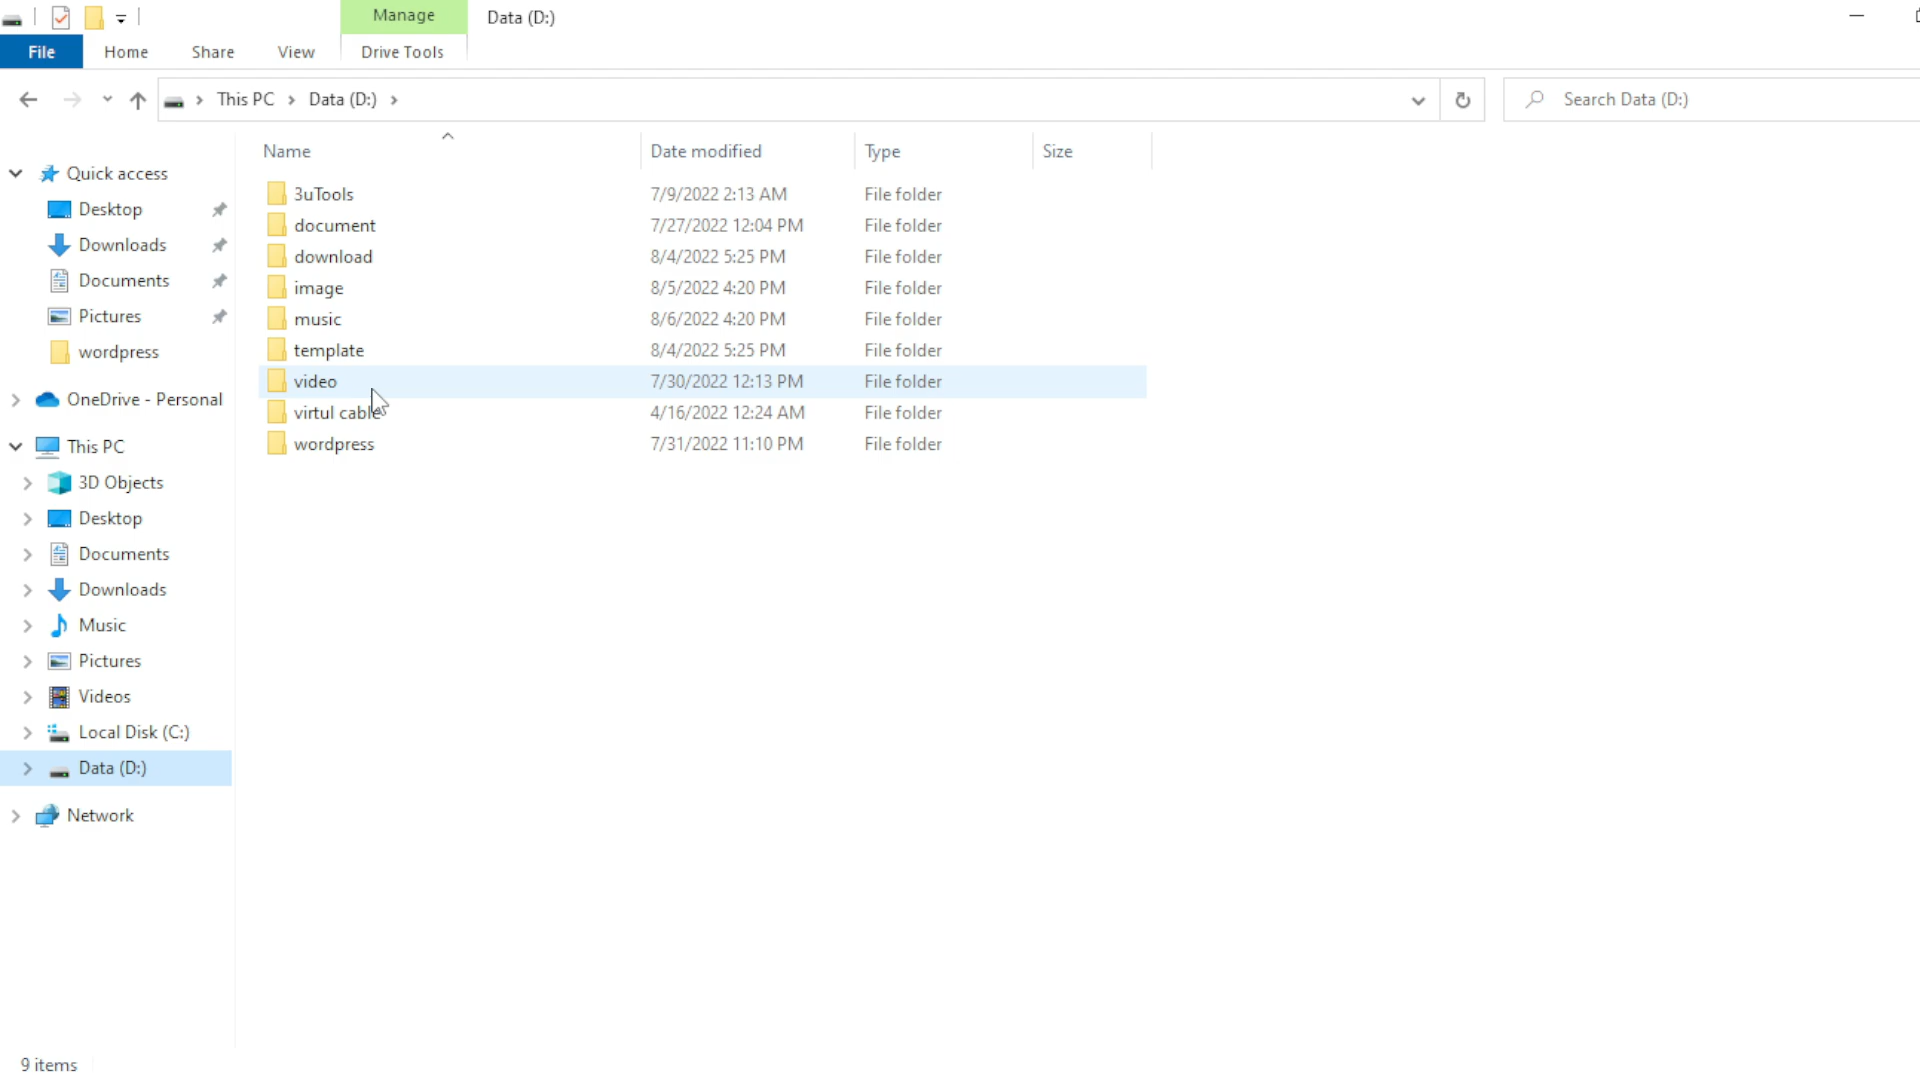 Manage
Data (D:)
File
Home
Share
View
Drive Tools
This PC
Data (D:)
Search Data (D:)
Name
Date modified
Type
Size
Quick access
Desktop
Downloads
Documents
Pictures
wordpress
OneDrive - Personal
This PC
3D Objects
Desktop
Documents
Downloads
Music
Pictures
Videos
Local Disk (C:)
Data (D:)
Network
3uTools 7/9/2022 2:13 AM File folder
document 7/27/2022 12:04 PM File folder
download 8/4/2022 5:25 PM File folder
image 8/5/2022 4:20 PM File folder
music 8/6/2022 4:20 PM File folder
template 8/4/2022 5:25 PM File folder
video 7/30/2022 12:13 PM File folder
virtul cable 4/16/2022 12:24 AM File folder
wordpress 7/31/2022 11:10 PM File folder
9 items